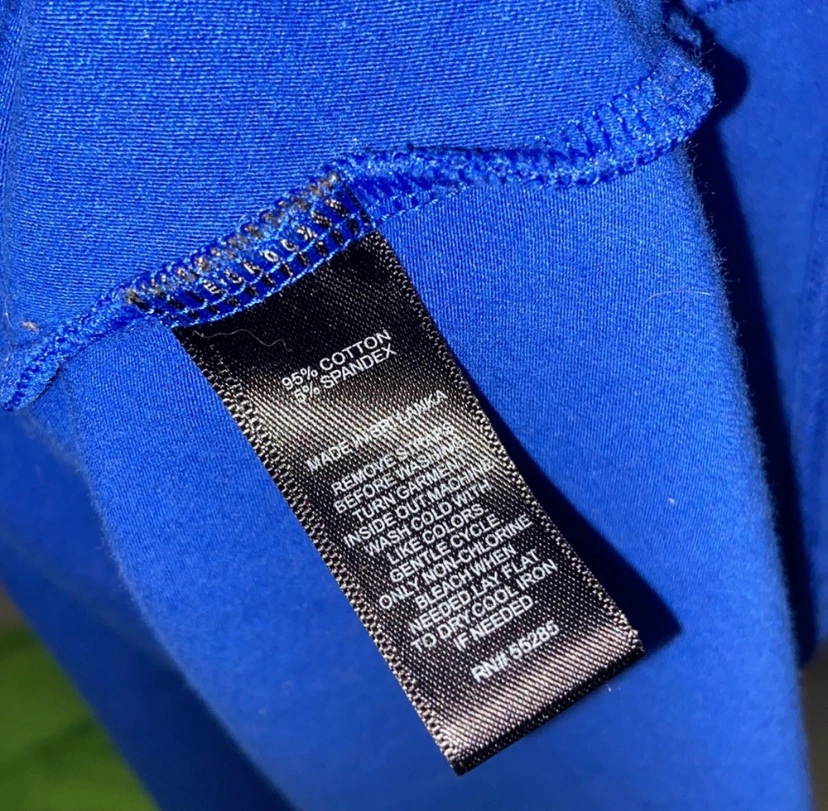 95% COTTON
5% SPANDEX
MADE IN SRI LANKA
REMOVE STRAPS
BEFORE WASHING
TURN GARMENT
INSIDE OUT.MACHINE
WASH COLD WITH
LIKE COLORS
GENTLE CYCLE
ONLY NON-CHLORINE
BLEACH WHEN
NEEDED.LAY FLAT
TO DRY.COOL IRON
IF NEEDED
RN# 55285